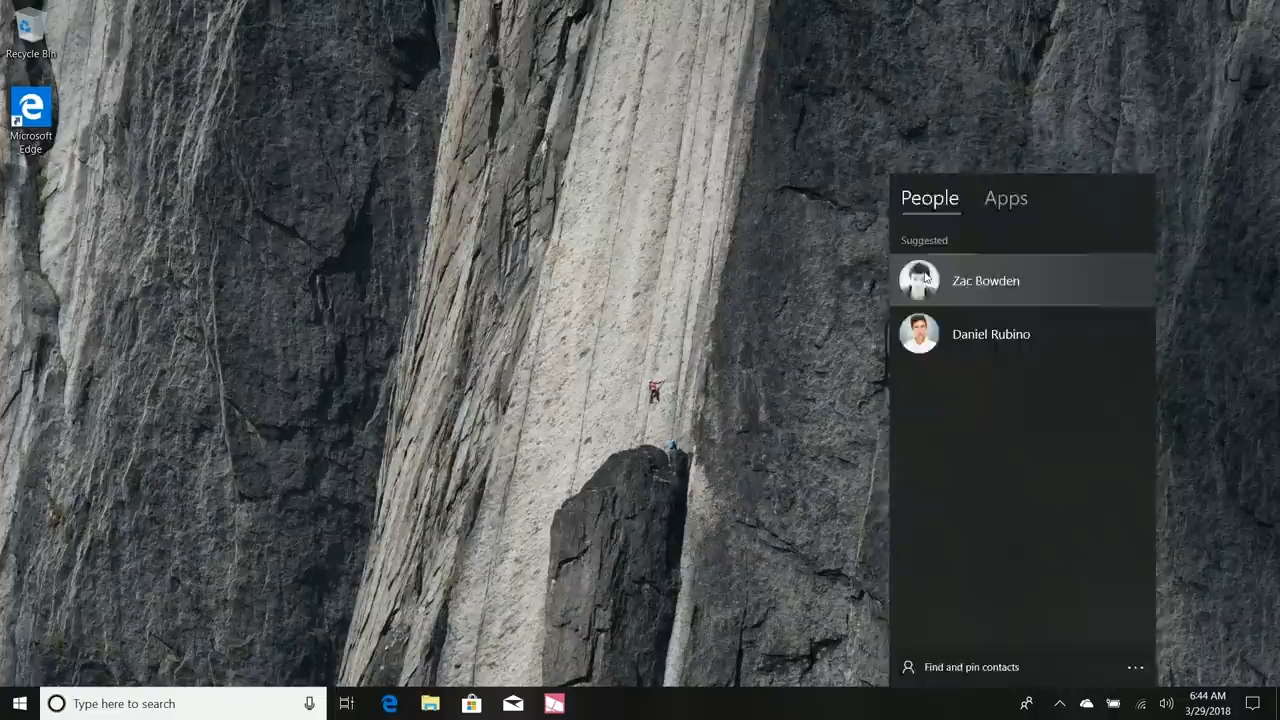 Recycle Bin
Microsoft
Edge
People Apps
Suggested
Zac Bowden
Daniel Rubino
Find and pin contacts
Type here to search
6:44 AM
3/29/2018